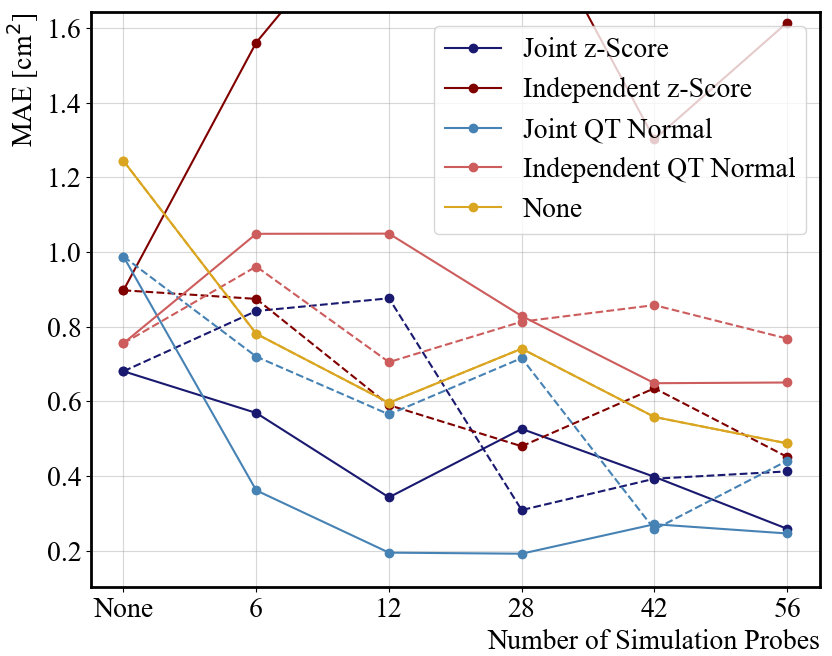 MAE [cm²]
1.6
1.4
1.2
1.0
0.8
0.6
0.4
0.2
Joint z-Score
Independent z-Score
Joint QT Normal
Independent QT Normal
None
None 6 12 28 42 56
Number of Simulation Probes